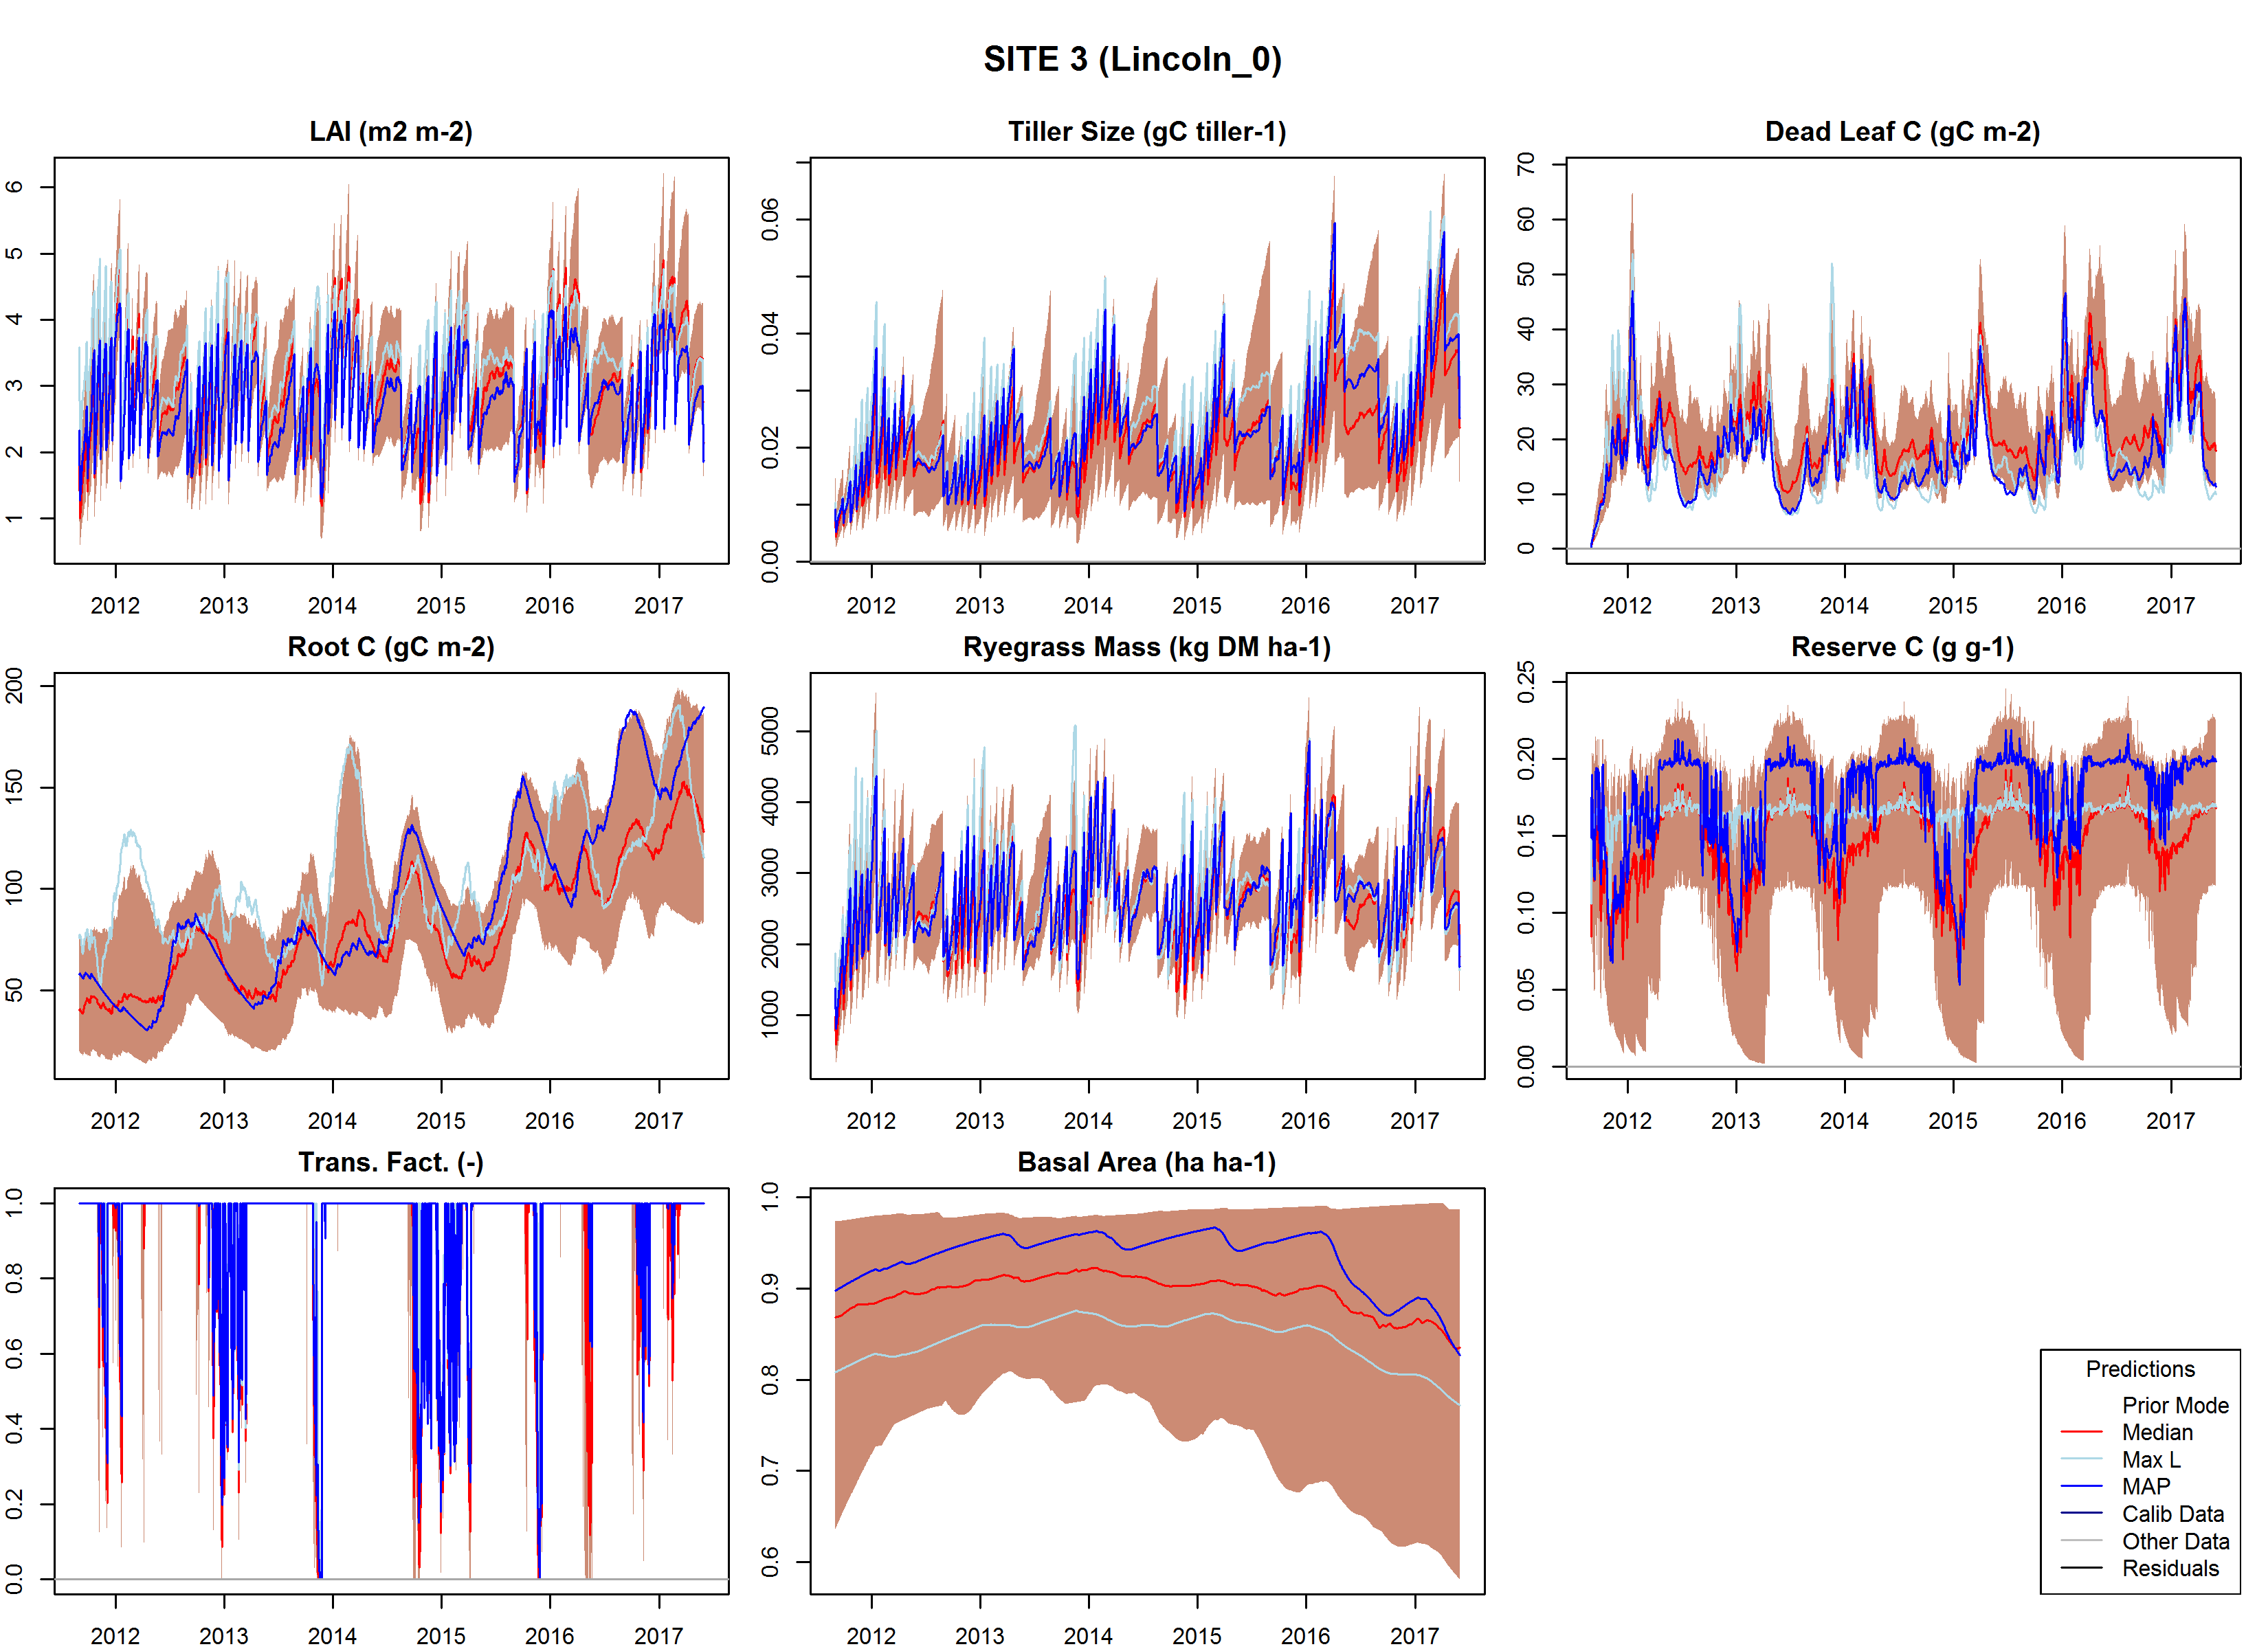 SITE 3 (Lincoln_0)
LAI (m2 m-2)
6
5
4
3
2
1
2012 2013 2014 2015 2016 2017
Tiller Size (gC tiller-1)
0.06
0.04
0.02
0.00
2012 2013 2014 2015 2016 2017
Dead Leaf C (gC m-2)
70
60
50
40
30
20
10
0
2012 2013 2014 2015 2016 2017
Root C (gC m-2)
200
150
100
50
2012 2013 2014 2015 2016 2017
Ryegrass Mass (kg DM ha-1)
5000
4000
3000
2000
1000
2012 2013 2014 2015 2016 2017
Reserve C (g g-1)
0.25
0.20
0.15
0.10
0.05
0.00
2012 2013 2014 2015 2016 2017
Trans. Fact. (-)
1.0
0.8
0.6
0.4
0.2
0.0
2012 2013 2014 2015 2016 2017
Basal Area (ha ha-1)
1.0
0.9
0.8
0.7
0.6
2012 2013 2014 2015 2016 2017
Predictions
Prior Mode
Median
Max L
MAP
Calib Data
Other Data
Residuals